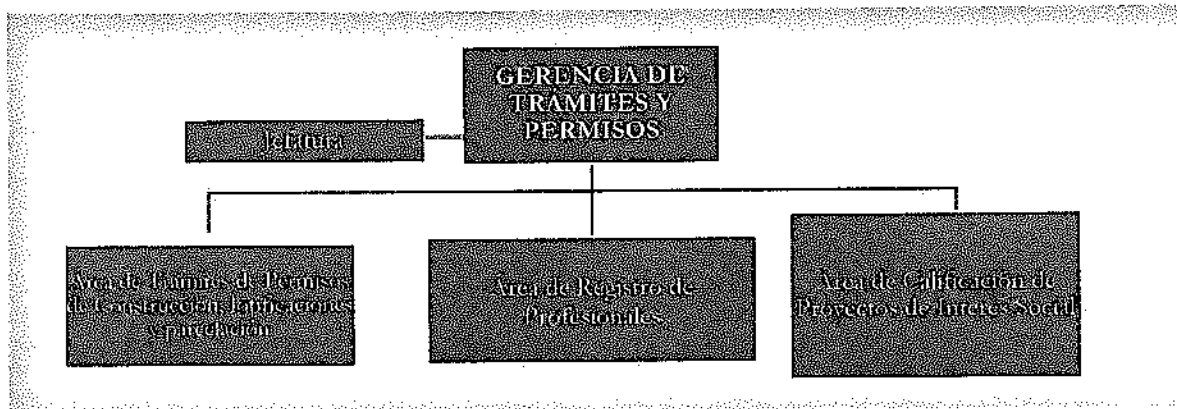 GERENCIA DE
TRÁMITES Y
PERMISOS
Jefatura
Área de Trámites de Permisos
de Construcción, lotificaciones
y parcelación
Área de Registro de
Profesionales
Área de Calificación de
Proyectos de Interes Social